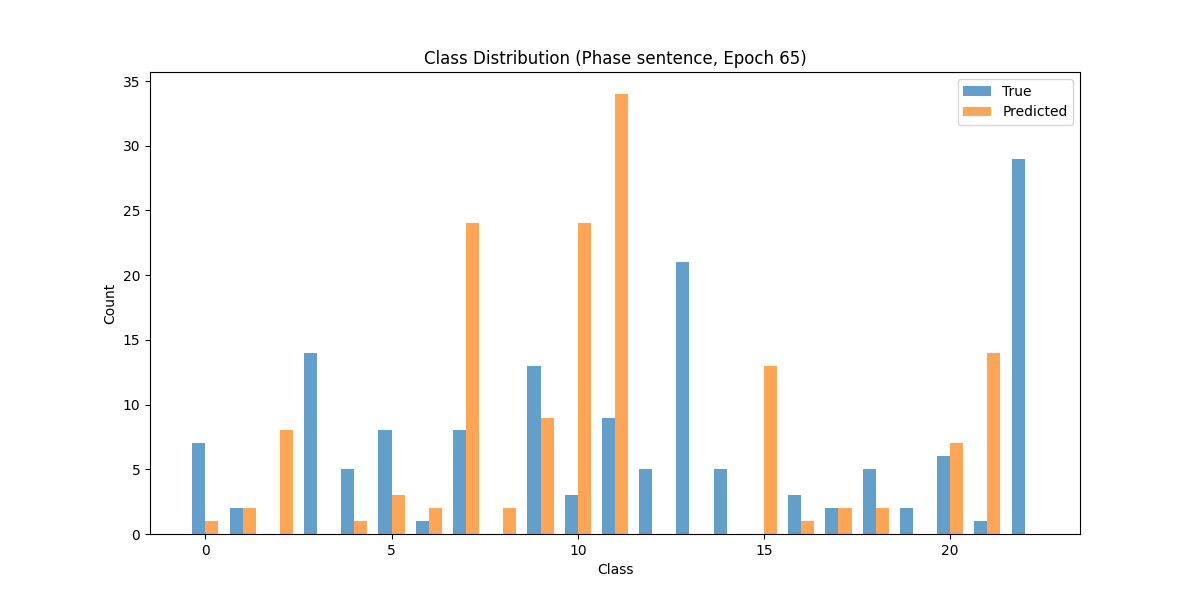 Class Distribution (Phase sentence, Epoch 65)
True
Predicted
35
30
25
20
15
10
5
0
Count
0 5 10 15 20
Class